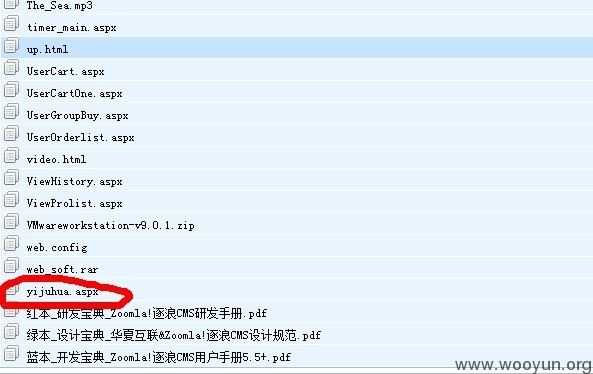 The_Sea.mp3
timer_main.aspx
up.html
UserCart.aspx
UserCartOne.aspx
UserGroupBuy.aspx
UserOrderlist.aspx
video.html
ViewHistory.aspx
ViewProlist.aspx
VMwareworkstation-v9.0.1.zip
web.config
web_soft.rar
yijuhua.aspx
红本_研发宝典_Zoomla!逐浪CMS研发手册.pdf
绿本_设计宝典_华夏互联&Zoomla!逐浪CMS设计规范.pdf
蓝本_开发宝典_Zoomla!逐浪CMS用户手册5.5+.pdf
www.wooyun.org